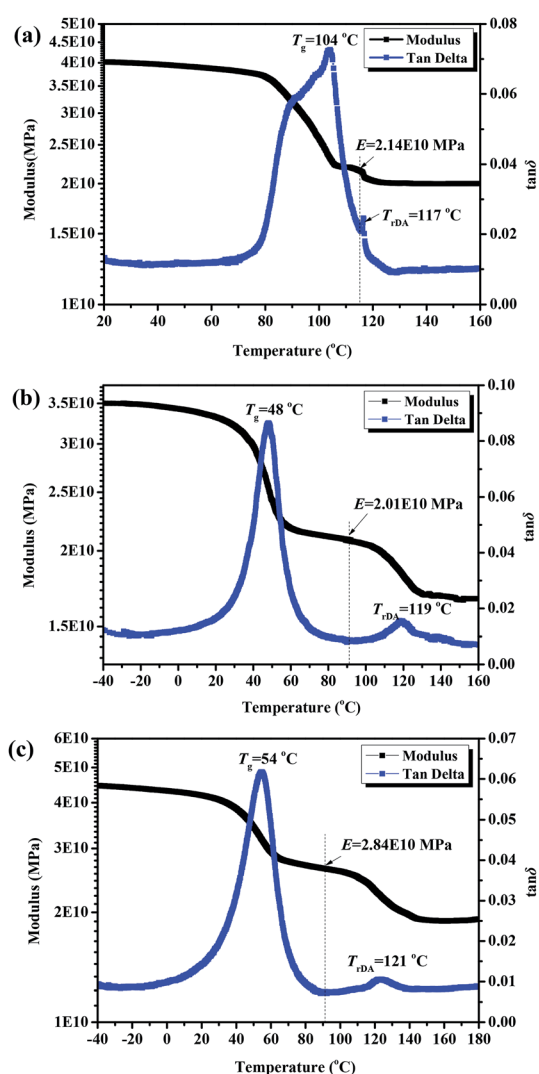 (a)
5E10
4.5E10
4E10
3.5E10
3E10
2.5E10
2E10
1.5E10
1E10
Modulus(MPa)
Tg=104 °C
Modulus
Tan Delta
E=2.14E10 MPa
TrDA=117 °C
0.08
0.06
0.04
0.02
0.00
tanδ
20 40 60 80 100 120 140 160
Temperature (°C)
(b)
3.5E10
3E10
2.5E10
2E10
1.5E10
Modulus (MPa)
Tg=48 °C
Modulus
Tan Delta
E=2.01E10 MPa
TrDA=119 °C
0.10
0.08
0.06
0.04
0.02
0.00
tanδ
-40 -20 0 20 40 60 80 100 120 140 160
Temperature (°C)
(c)
6E10
5E10
4E10
3E10
2E10
1E10
Modulus (MPa)
Tg=54 °C
Modulus
Tan Delta
E=2.84E10 MPa
TrDA=121 °C
0.07
0.06
0.05
0.04
0.03
0.02
0.01
0.00
tanδ
-40 -20 0 20 40 60 80 100 120 140 160 180
Temperature (°C)